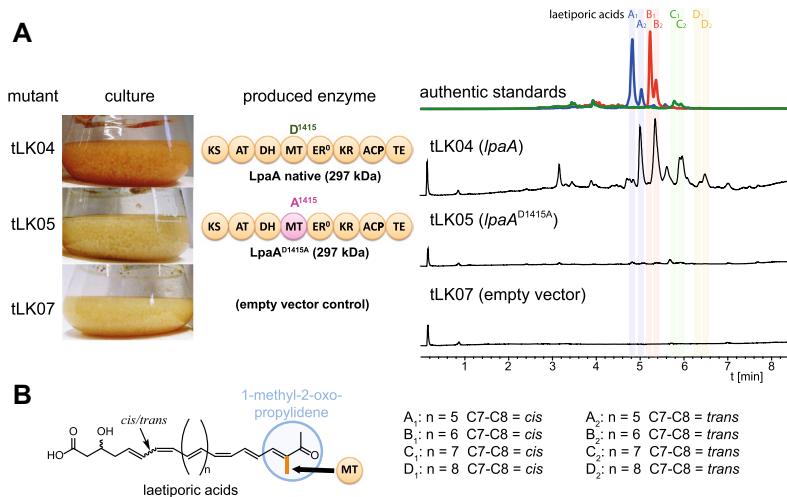 A
mutant culture produced enzyme
tLK04
D1415
KS AT DH MT ER0 KR ACP TE
LpaA native (297 kDa)
tLK05
A1415
KS AT DH MT ER0 KR ACP TE
LpaAD1415A (297 kDa)
tLK07
(empty vector control)
laetiporic acids A1 B1 C1 D1
A2 B2 C2 D2
authentic standards
tLK04 (lpaA)
tLK05 (lpaAD1415A)
tLK07 (empty vector)
1 2 3 4 5 6 7 8
t [min]
B
1-methyl-2-oxo-
propylidene
cis/trans
O OH
HO
n
O
MT
laetiporic acids
A1: n = 5 C7-C8 = cis A2: n = 5 C7-C8 = trans
B1: n = 6 C7-C8 = cis B2: n = 6 C7-C8 = trans
C1: n = 7 C7-C8 = cis C2: n = 7 C7-C8 = trans
D1: n = 8 C7-C8 = cis D2: n = 8 C7-C8 = trans